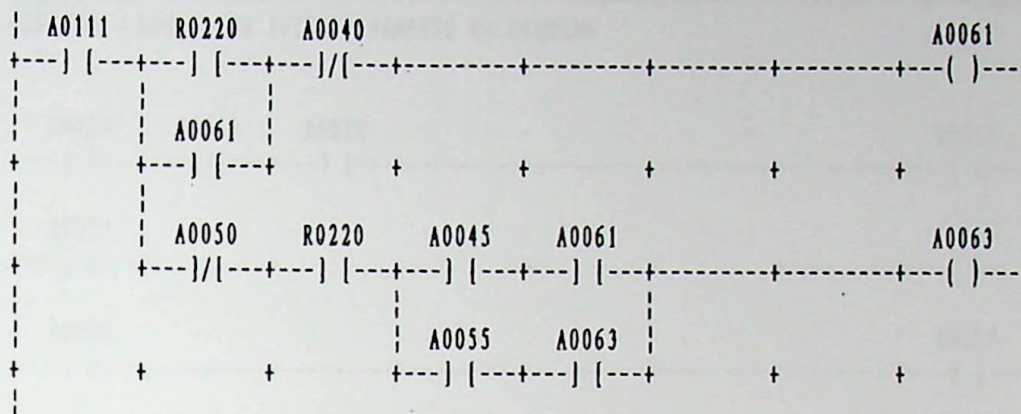 A0111 R0220 A0040 A0061
+---] [---+---] [---+---]/[---+---------+---------+---------+---------+---( )---
A0061
+ +---] [---+ + + + + +
A0050 R0220 A0045 A0061 A0063
+---]/[---+---] [---+---] [---+---] [---+---------+---------+---( )---
A0055 A0063
+ + + +---] [---+---] [---+ + +